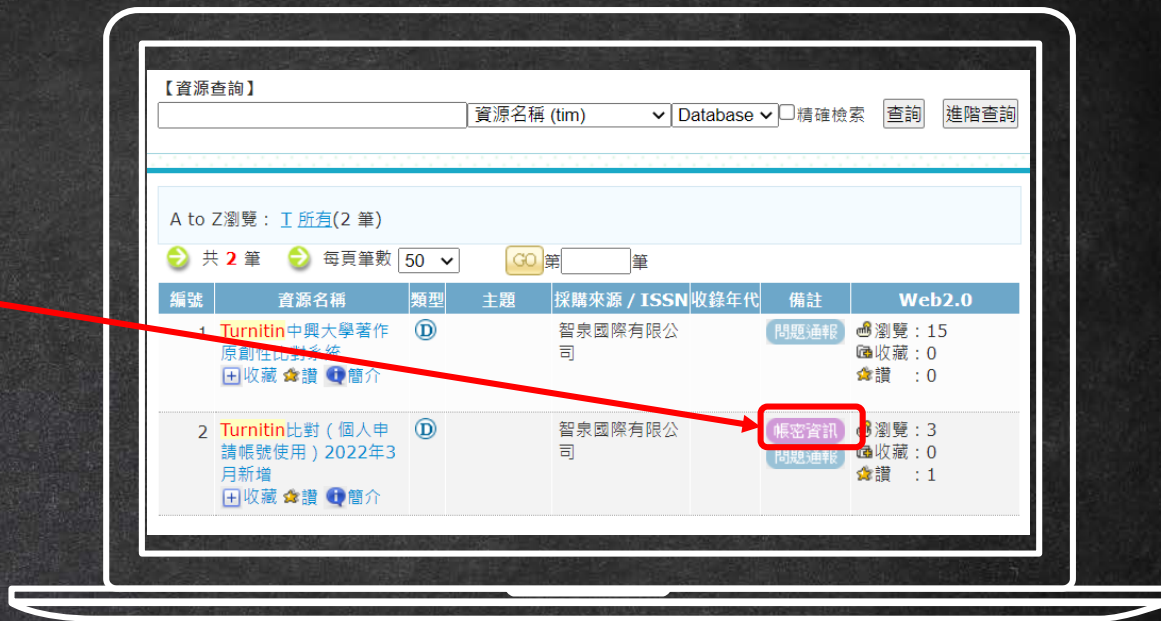 【資源查詢】
資源名稱 (tim) Database 精確檢索 查詢 進階查詢
A to Z瀏覽： T 所有(2 筆)
共 2 筆 每頁筆數 50 GO 第 筆
編號 資源名稱 類型 主題 採購來源 / ISSN 收錄年代 備註 Web2.0
1 Turnitin中興大學著作 D 智泉國際有限公 問題通報 瀏覽：15
原創性比對系統 司 收藏：0
+收藏 讚 簡介 讚 ：0
2 Turnitin比對 ( 個人申 D 智泉國際有限公 帳密資訊 瀏覽：3
請帳號使用 ) 2022年3 司 問題通報 收藏：0
月新增 讚 ：1
+收藏 讚 簡介